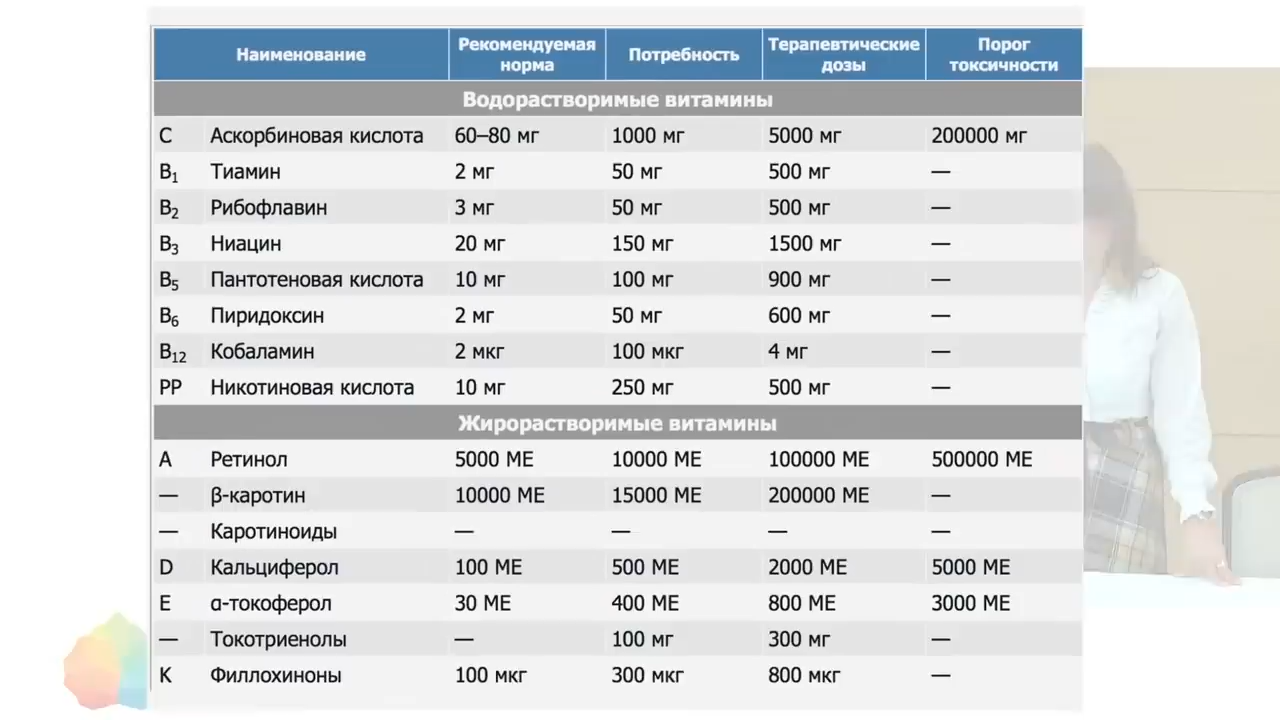 Наименование Рекомендуемая норма Потребность Терапевтические дозы Порог токсичности
Водорастворимые витамины
C Аскорбиновая кислота 60–80 мг 1000 мг 5000 мг 200000 мг
B1 Тиамин 2 мг 50 мг 500 мг —
B2 Рибофлавин 3 мг 50 мг 500 мг —
B3 Ниацин 20 мг 150 мг 1500 мг —
B5 Пантотеновая кислота 10 мг 100 мг 900 мг —
B6 Пиридоксин 2 мг 50 мг 600 мг —
B12 Кобаламин 2 мкг 100 мкг 4 мг —
PP Никотиновая кислота 10 мг 250 мг 500 мг —
Жирорастворимые витамины
A Ретинол 5000 МЕ 10000 МЕ 100000 МЕ 500000 МЕ
— β-каротин 10000 МЕ 15000 МЕ 200000 МЕ —
— Каротиноиды — — — —
D Кальциферол 100 МЕ 500 МЕ 2000 МЕ 5000 МЕ
E α-токоферол 30 МЕ 400 МЕ 800 МЕ 3000 МЕ
— Токотриенолы — 100 мг 300 мг —
K Филлохиноны 100 мкг 300 мкг 800 мкг —